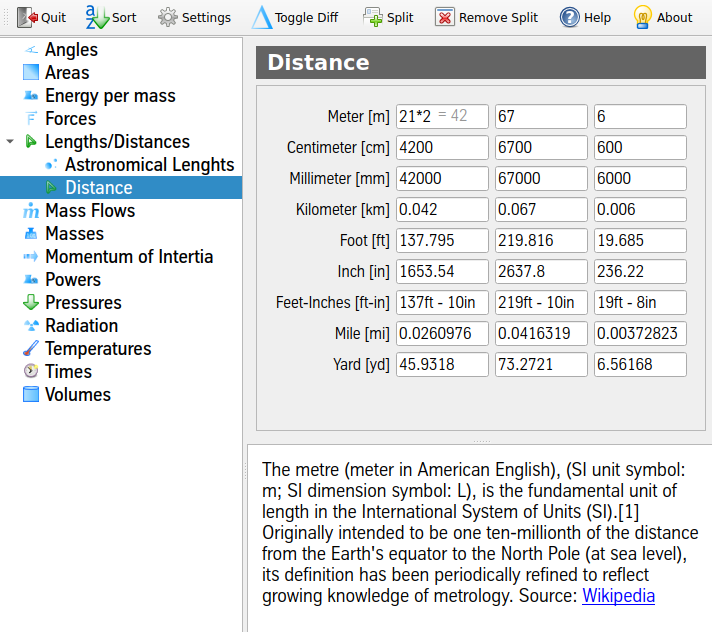 Quit Sort Settings Toggle Diff Split Remove Split Help About
Angles
Areas
Energy per mass
Forces
Lengths/Distances
Astronomical Lenghts
Distance
Mass Flows
Masses
Momentum of Intertia
Powers
Pressures
Radiation
Temperatures
Times
Volumes
Distance
Meter [m] 21*2 = 42 67 6
Centimeter [cm] 4200 6700 600
Millimeter [mm] 42000 67000 6000
Kilometer [km] 0.042 0.067 0.006
Foot [ft] 137.795 219.816 19.685
Inch [in] 1653.54 2637.8 236.22
Feet-Inches [ft-in] 137ft - 10in 219ft - 10in 19ft - 8in
Mile [mi] 0.0260976 0.0416319 0.00372823
Yard [yd] 45.9318 73.2721 6.56168
The metre (meter in American English), (SI unit symbol:
m; SI dimension symbol: L), is the fundamental unit of
length in the International System of Units (SI).[1]
Originally intended to be one ten-millionth of the distance
from the Earth's equator to the North Pole (at sea level),
its definition has been periodically refined to reflect
growing knowledge of metrology. Source: Wikipedia